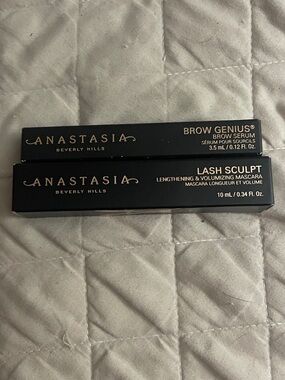 ANASTASIA
BEVERLY HILLS
BROW GENIUS®
BROW SERUM
SÉRUM POUR SOURCILS
3.5 mL / 0.12 Fl. Oz.
ANASTASIA
BEVERLY HILLS
LASH SCULPT
LENGTHENING & VOLUMIZING MASCARA
MASCARA LONGUEUR ET VOLUME
10 mL / 0.34 Fl. Oz.